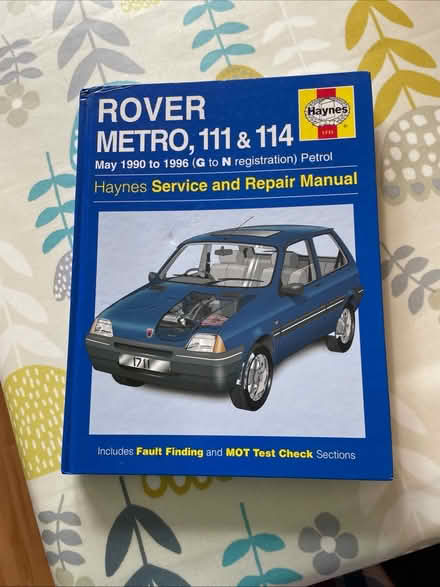 ROVER
METRO, 111 & 114
May 1990 to 1996 (G to N registration) Petrol
Haynes Service and Repair Manual
Haynes
1711
1711
Includes Fault Finding and MOT Test Check Sections